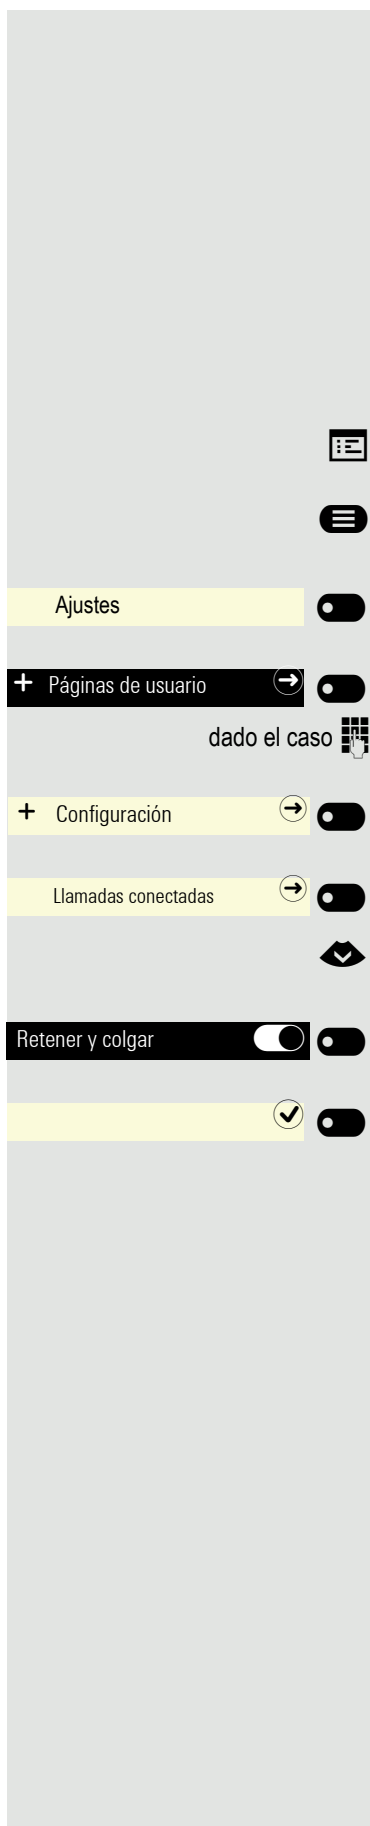 Ajustes
+ Páginas de usuario
dado el caso
+ Configuración
Llamadas conectadas
Retener y colgar